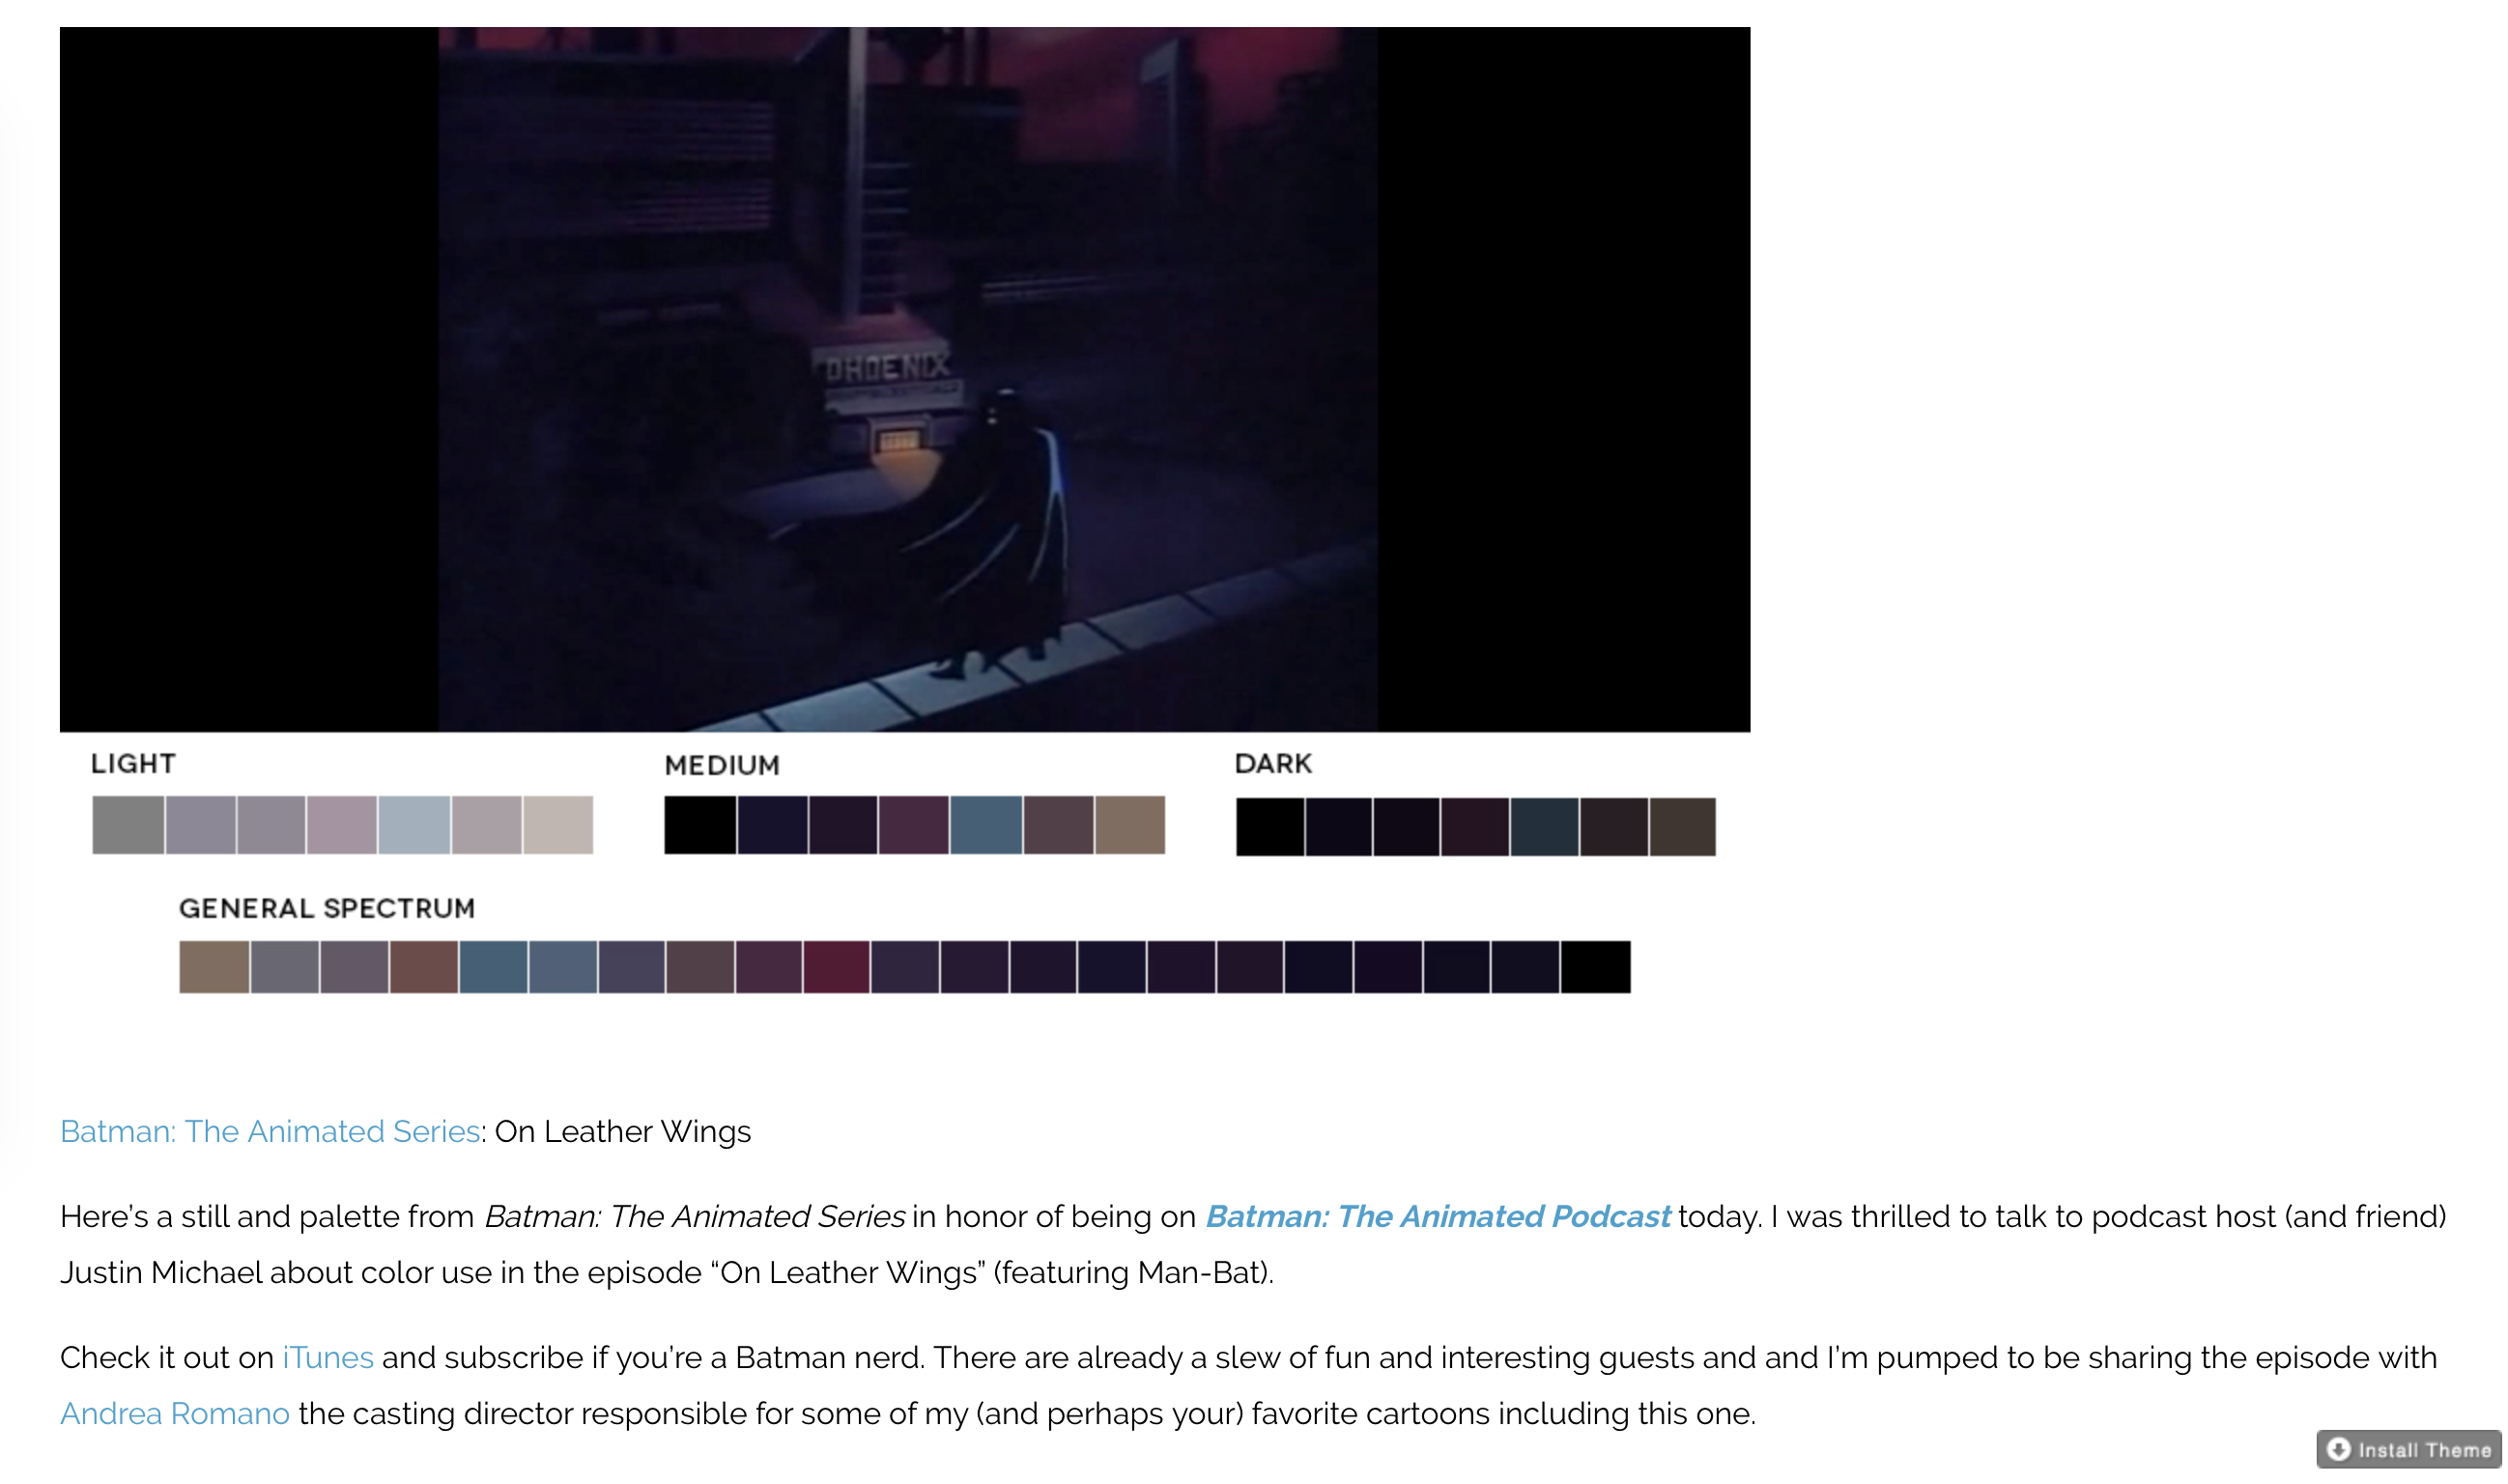 PHOENIX
LIGHT
MEDIUM
DARK
GENERAL SPECTRUM
Batman: The Animated Series: On Leather Wings
Here’s a still and palette from Batman: The Animated Series in honor of being on Batman: The Animated Podcast today. I was thrilled to talk to podcast host (and friend)
Justin Michael about color use in the episode “On Leather Wings” (featuring Man-Bat).
Check it out on iTunes and subscribe if you’re a Batman nerd. There are already a slew of fun and interesting guests and and I’m pumped to be sharing the episode with
Andrea Romano the casting director responsible for some of my (and perhaps your) favorite cartoons including this one.
Install Theme